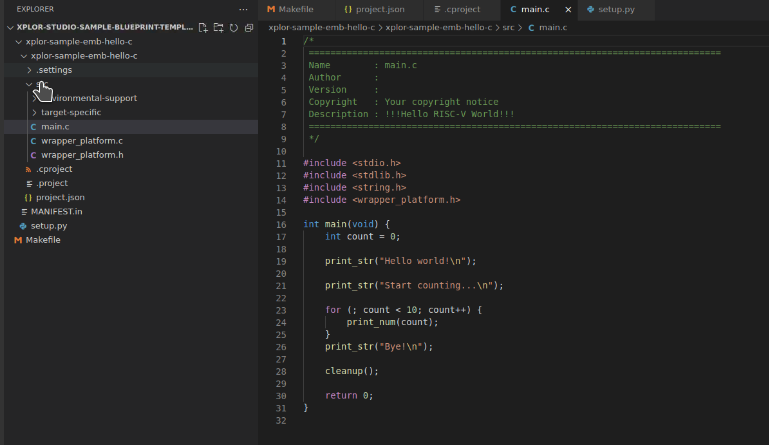 EXPLORER
XPLOR-STUDIO-SAMPLE-BLUEPRINT-TEMPL...
xplor-sample-emb-hello-c
xplor-sample-emb-hello-c
.settings
target-specific
C main.c
C wrapper_platform.c
C wrapper_platform.h
.cproject
.project
{} project.json
MANIFEST.in
setup.py
M Makefile
M Makefile
{} project.json
.cproject
C main.c
setup.py
xplor-sample-emb-hello-c > xplor-sample-emb-hello-c > src > C main.c
1 /*
2 ============================================================================
3 Name        : main.c
4 Author      :
5 Version     :
6 Copyright   : Your copyright notice
7 Description : !!!Hello RISC-V World!!!
8 ============================================================================
9 */
10
11 #include <stdio.h>
12 #include <stdlib.h>
13 #include <string.h>
14 #include <wrapper_platform.h>
15
16 int main(void) {
17     int count = 0;
18
19     print_str("Hello world!\n");
20
21     print_str("Start counting...\n");
22
23     for (; count < 10; count++) {
24         print_num(count);
25     }
26     print_str("Bye!\n");
27
28     cleanup();
29
30     return 0;
31 }
32